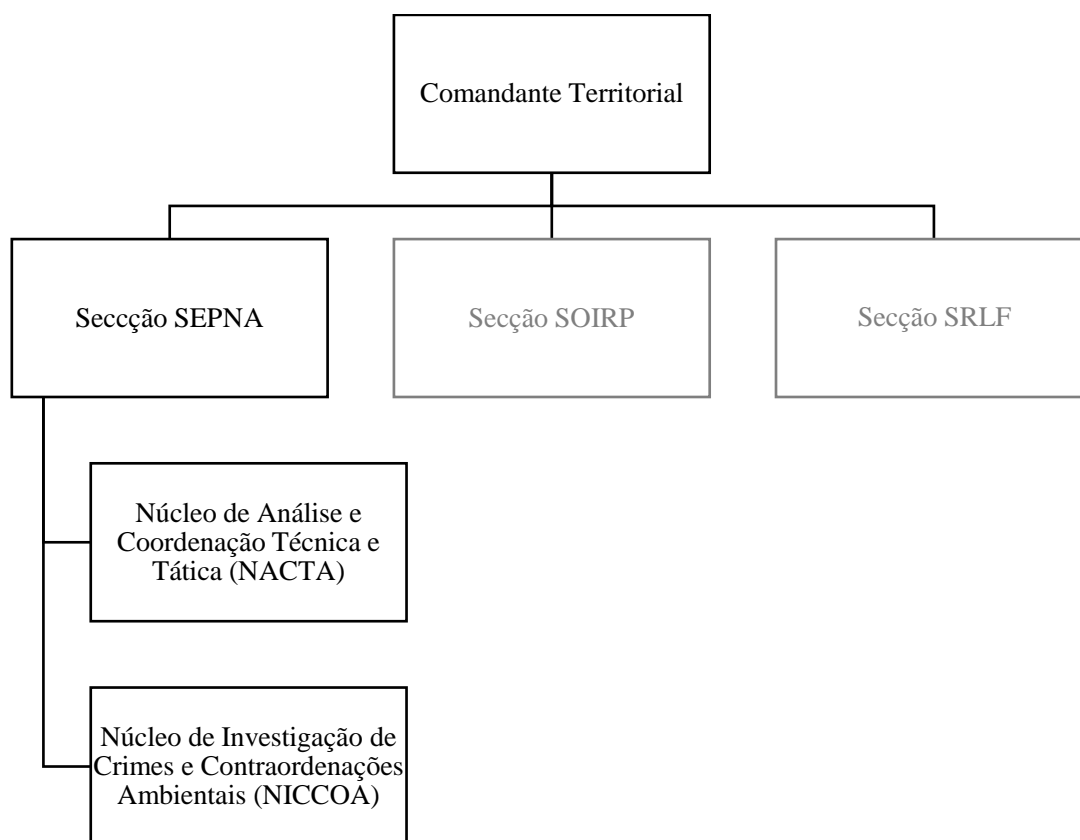 Comandante Territorial
Seccção SEPNA
Secção SOIRP
Secção SRLF
Núcleo de Análise e
Coordenação Técnica e
Tática (NACTA)
Núcleo de Investigação de
Crimes e Contraordenações
Ambientais (NICCOA)